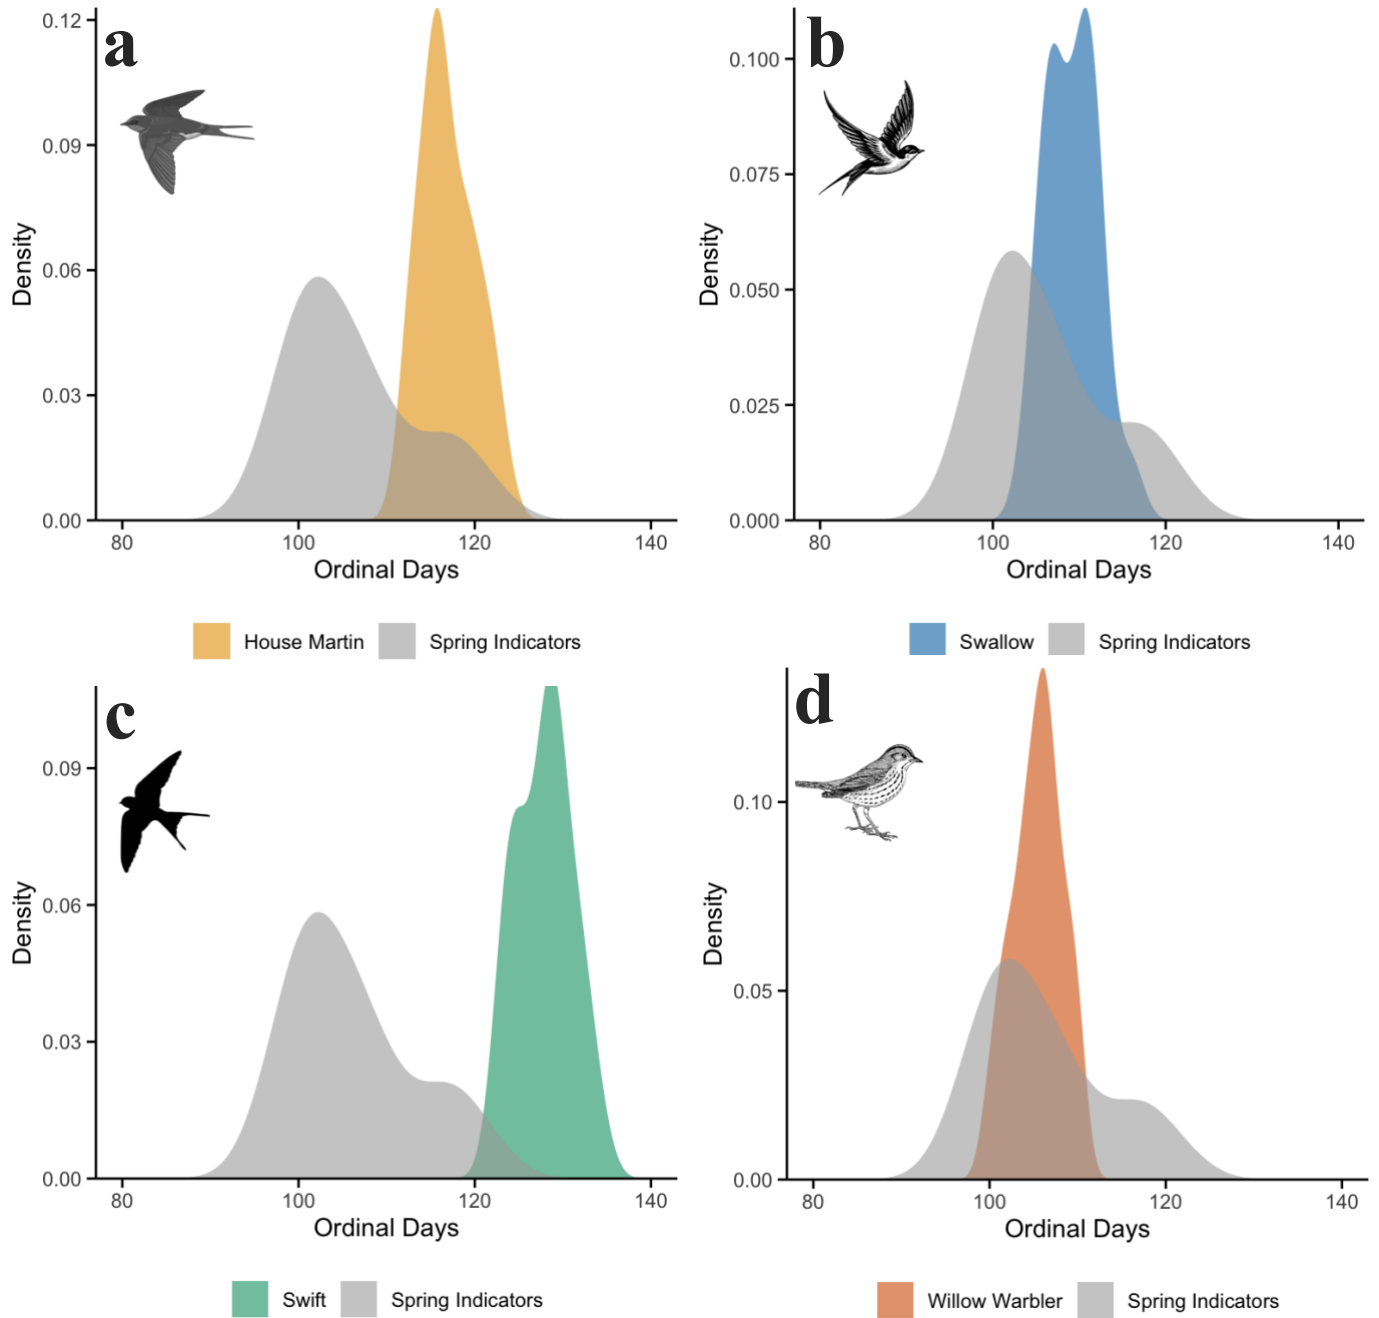 a
0.12
0.09
0.06
0.03
0.00
Density
80 100 120 140
Ordinal Days
House Martin Spring Indicators
b
0.100
0.075
0.050
0.025
0.000
Density
80 100 120 140
Ordinal Days
Swallow Spring Indicators
c
0.09
0.06
0.03
0.00
Density
80 100 120 140
Ordinal Days
Swift Spring Indicators
d
0.10
0.05
0.00
Density
80 100 120 140
Ordinal Days
Willow Warbler Spring Indicators